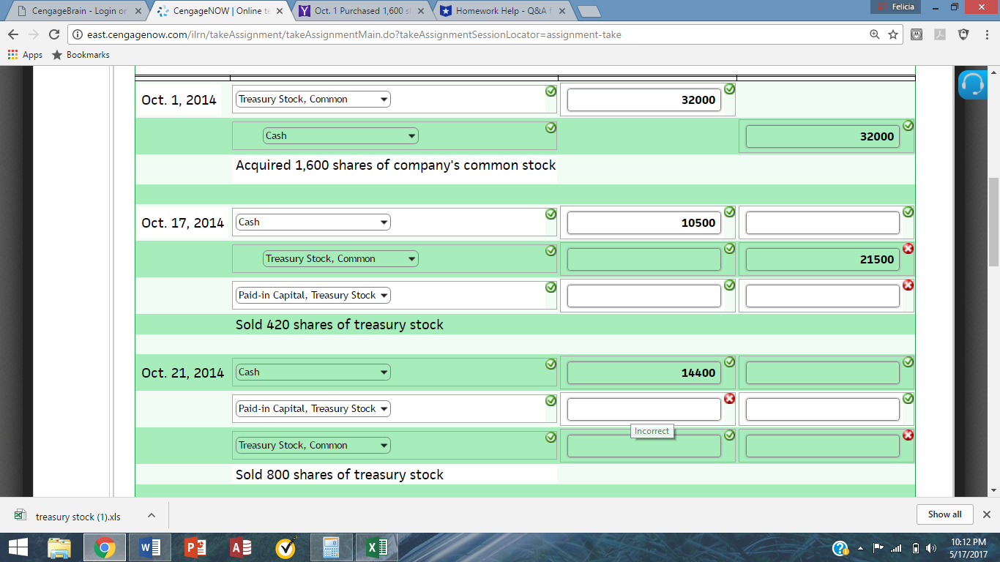 CengageBrain - Login or
CengageNOW | Online te
Oct. 1 Purchased 1,600 s
Homework Help - Q&A f
Felicia
east.cengagenow.com/ilrn/takeAssignment/takeAssignmentMain.do?takeAssignmentSessionLocator=assignment-take
Apps Bookmarks
Oct. 1, 2014 Treasury Stock, Common 32000
Cash 32000
Acquired 1,600 shares of company's common stock
Oct. 17, 2014 Cash 10500
Treasury Stock, Common 21500
Paid-in Capital, Treasury Stock
Sold 420 shares of treasury stock
Oct. 21, 2014 Cash 14400
Paid-in Capital, Treasury Stock
Incorrect
Treasury Stock, Common
Sold 800 shares of treasury stock
treasury stock (1).xls
Show all
10:12 PM
5/17/2017